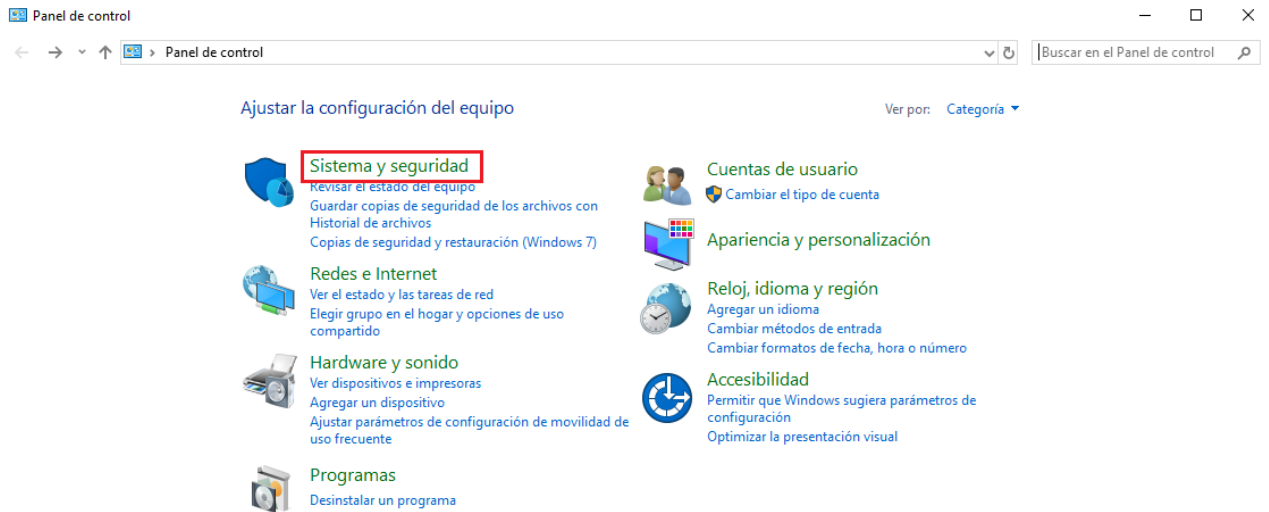 Panel de control
Panel de control
Buscar en el Panel de control
Ajustar la configuración del equipo
Ver por: Categoría
Sistema y seguridad
Revisar el estado del equipo
Guardar copias de seguridad de los archivos con
Historial de archivos
Copias de seguridad y restauración (Windows 7)
Redes e Internet
Ver el estado y las tareas de red
Elegir grupo en el hogar y opciones de uso
compartido
Hardware y sonido
Ver dispositivos e impresoras
Agregar un dispositivo
Ajustar parámetros de configuración de movilidad de
uso frecuente
Programas
Desinstalar un programa
Cuentas de usuario
Cambiar el tipo de cuenta
Apariencia y personalización
Reloj, idioma y región
Agregar un idioma
Cambiar métodos de entrada
Cambiar formatos de fecha, hora o número
Accesibilidad
Permitir que Windows sugiera parámetros de
configuración
Optimizar la presentación visual